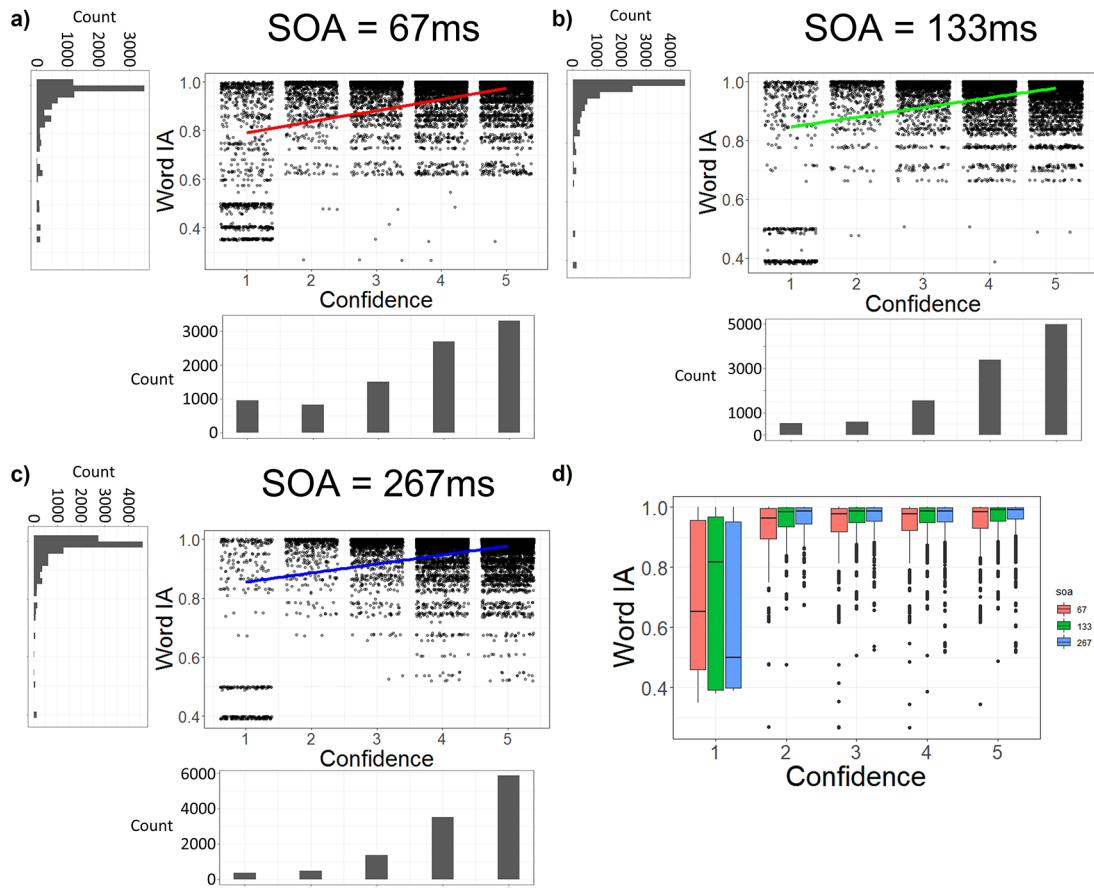 a)
Count
0
1000
2000
3000
SOA = 67ms
Word IA
1.0
0.8
0.6
0.4
1 2 3 4 5
Confidence
Count
3000
2000
1000
0
b)
Count
0
1000
2000
3000
4000
SOA = 133ms
Word IA
1.0
0.8
0.6
0.4
1 2 3 4 5
Confidence
Count
5000
3000
1000
0
c)
Count
0
1000
2000
3000
4000
SOA = 267ms
Word IA
1.0
0.8
0.6
0.4
1 2 3 4 5
Confidence
Count
6000
4000
2000
0
d)
Word IA
1.0
0.8
0.6
0.4
1 2 3 4 5
Confidence
soa
67
133
267